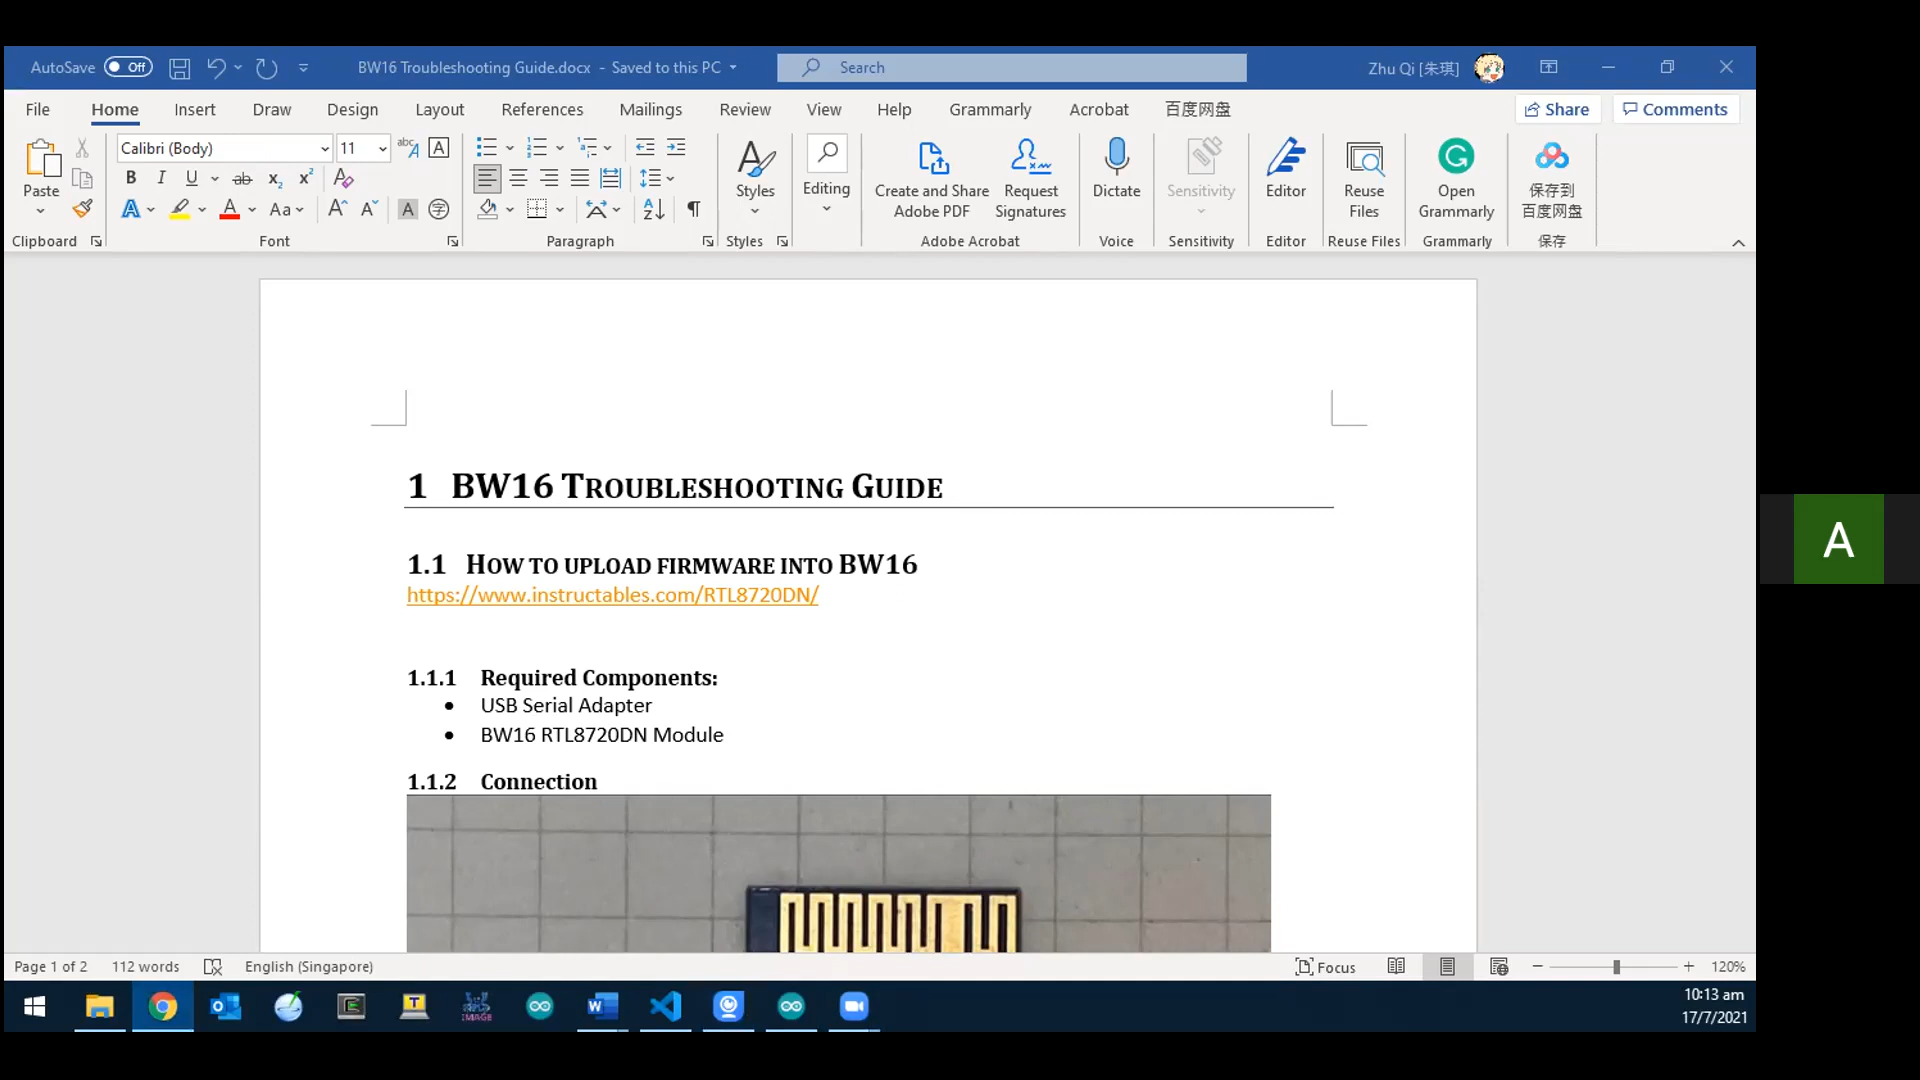 AutoSave Off BW16 Troubleshooting Guide.docx - Saved to this PC Search Zhu Qi [朱琪]
File Home Insert Draw Design Layout References Mailings Review View Help Grammarly Acrobat 百度网盘 Share Comments
Calibri (Body) 11
Paste Styles Editing Create and Share Adobe PDF Request Signatures Dictate Sensitivity Editor Reuse Files Open Grammarly 保存到 百度网盘
Clipboard Font Paragraph Styles Adobe Acrobat Voice Sensitivity Editor Reuse Files Grammarly 保存
1 BW16 TROUBLESHOOTING GUIDE
1.1 HOW TO UPLOAD FIRMWARE INTO BW16
https://www.instructables.com/RTL8720DN/
1.1.1 Required Components:
• USB Serial Adapter
• BW16 RTL8720DN Module
1.1.2 Connection
A
Page 1 of 2 112 words English (Singapore) Focus 120%
10:13 am
17/7/2021